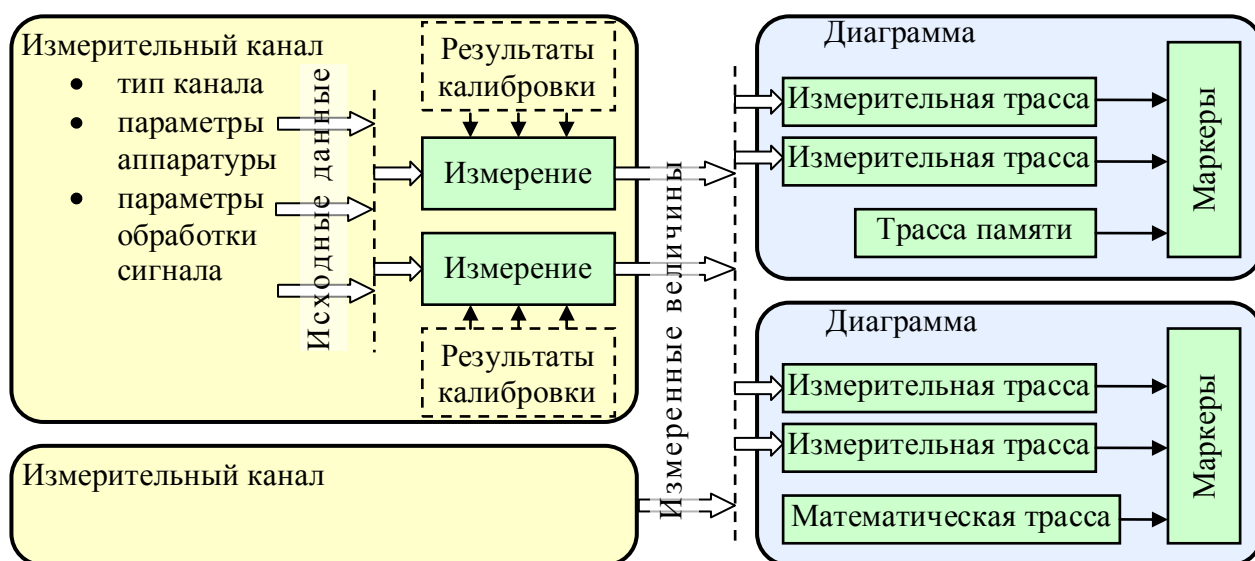 Измерительный канал
• тип канала
• параметры
аппаратуры
• параметры
обработки
сигнала
Исходные данные
Результаты
калибровки
Измерение
Измерение
Результаты
калибровки
Измерительный канал
Измеренные величины
Диаграмма
Измерительная трасса
Измерительная трасса
Трасса памяти
Маркеры
Диаграмма
Измерительная трасса
Измерительная трасса
Математическая трасса
Маркеры